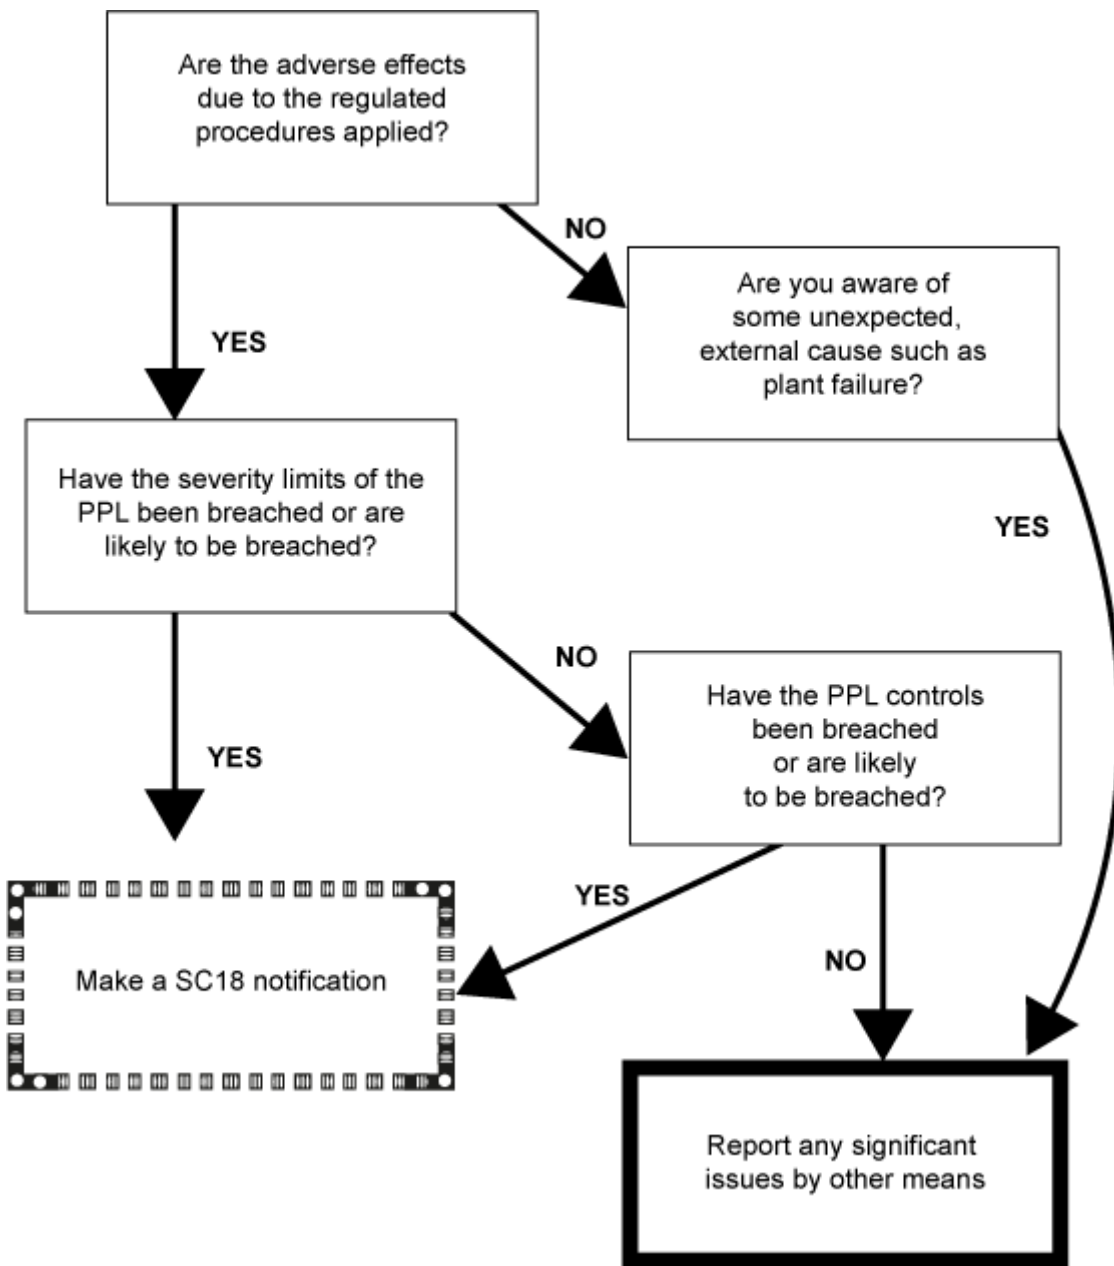 Are the adverse effects
due to the regulated
procedures applied?
NO
YES
Are you aware of
some unexpected,
external cause such as
plant failure?
YES
Have the severity limits of the
PPL been breached or are
likely to be breached?
NO
YES
Have the PPL controls
been breached
or are likely
to be breached?
YES
NO
Make a SC18 notification
Report any significant
issues by other means